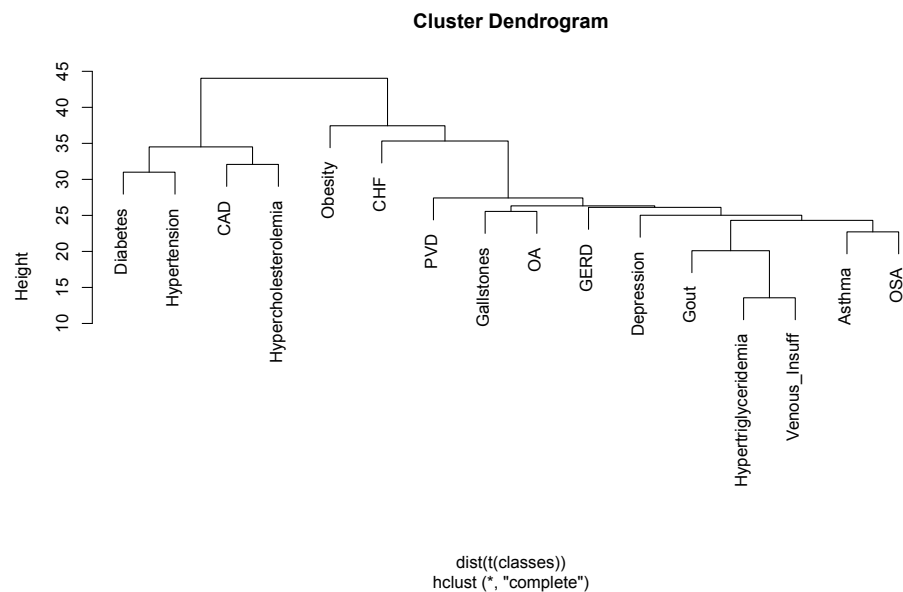 Cluster Dendrogram
Height
45
40
35
30
25
20
15
10
Diabetes
Hypertension
CAD
Hypercholesterolemia
Obesity
CHF
PVD
Gallstones
OA
GERD
Depression
Gout
Hypertriglyceridemia
Venous_Insuff
Asthma
OSA
dist(t(classes))
hclust (*, "complete")